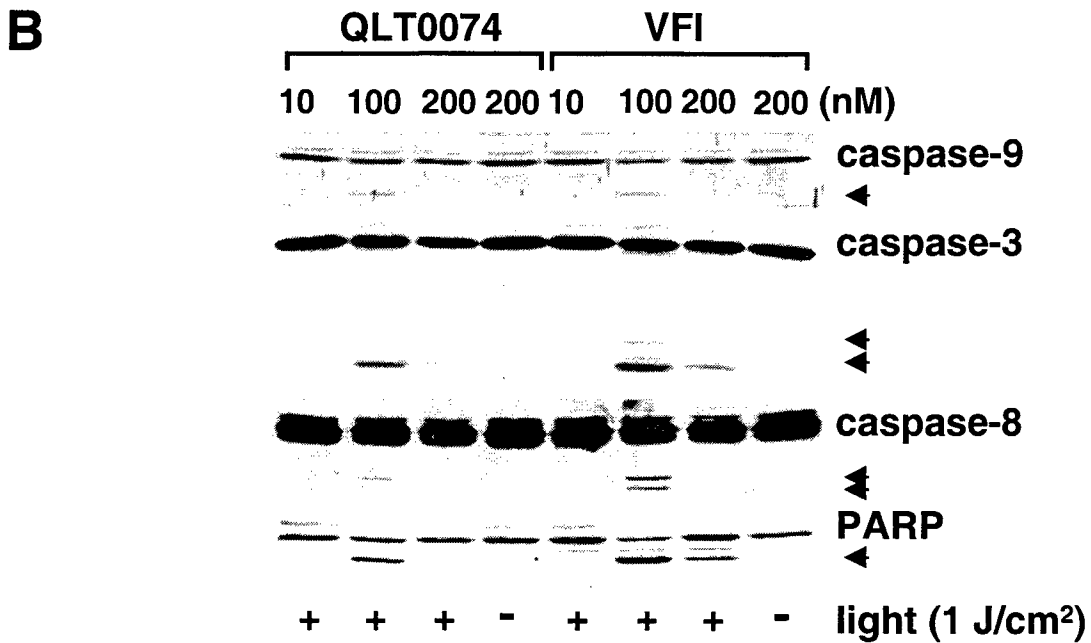 B
QLT0074 VFI
10 100 200 200 10 100 200 200 (nM)
caspase-9
caspase-3
caspase-8
PARP
+ + + - + + + - light (1 J/cm²)